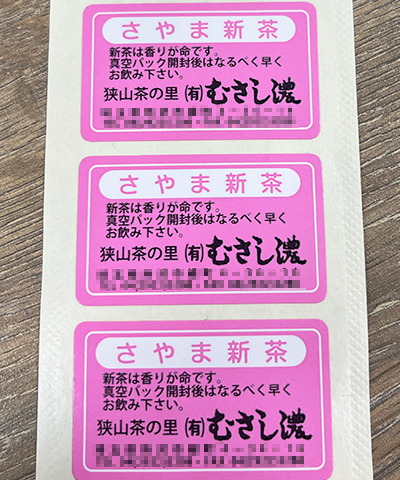 さやま新茶
新茶は香りが命です。
真空パック開封後はなるべく早く
お飲み下さい。
狭山茶の里 (有) むさし濃
さやま新茶
新茶は香りが命です。
真空パック開封後はなるべく早く
お飲み下さい。
狭山茶の里 (有) むさし濃
さやま新茶
新茶は香りが命です。
真空パック開封後はなるべく早く
お飲み下さい。
狭山茶の里 (有) むさし濃